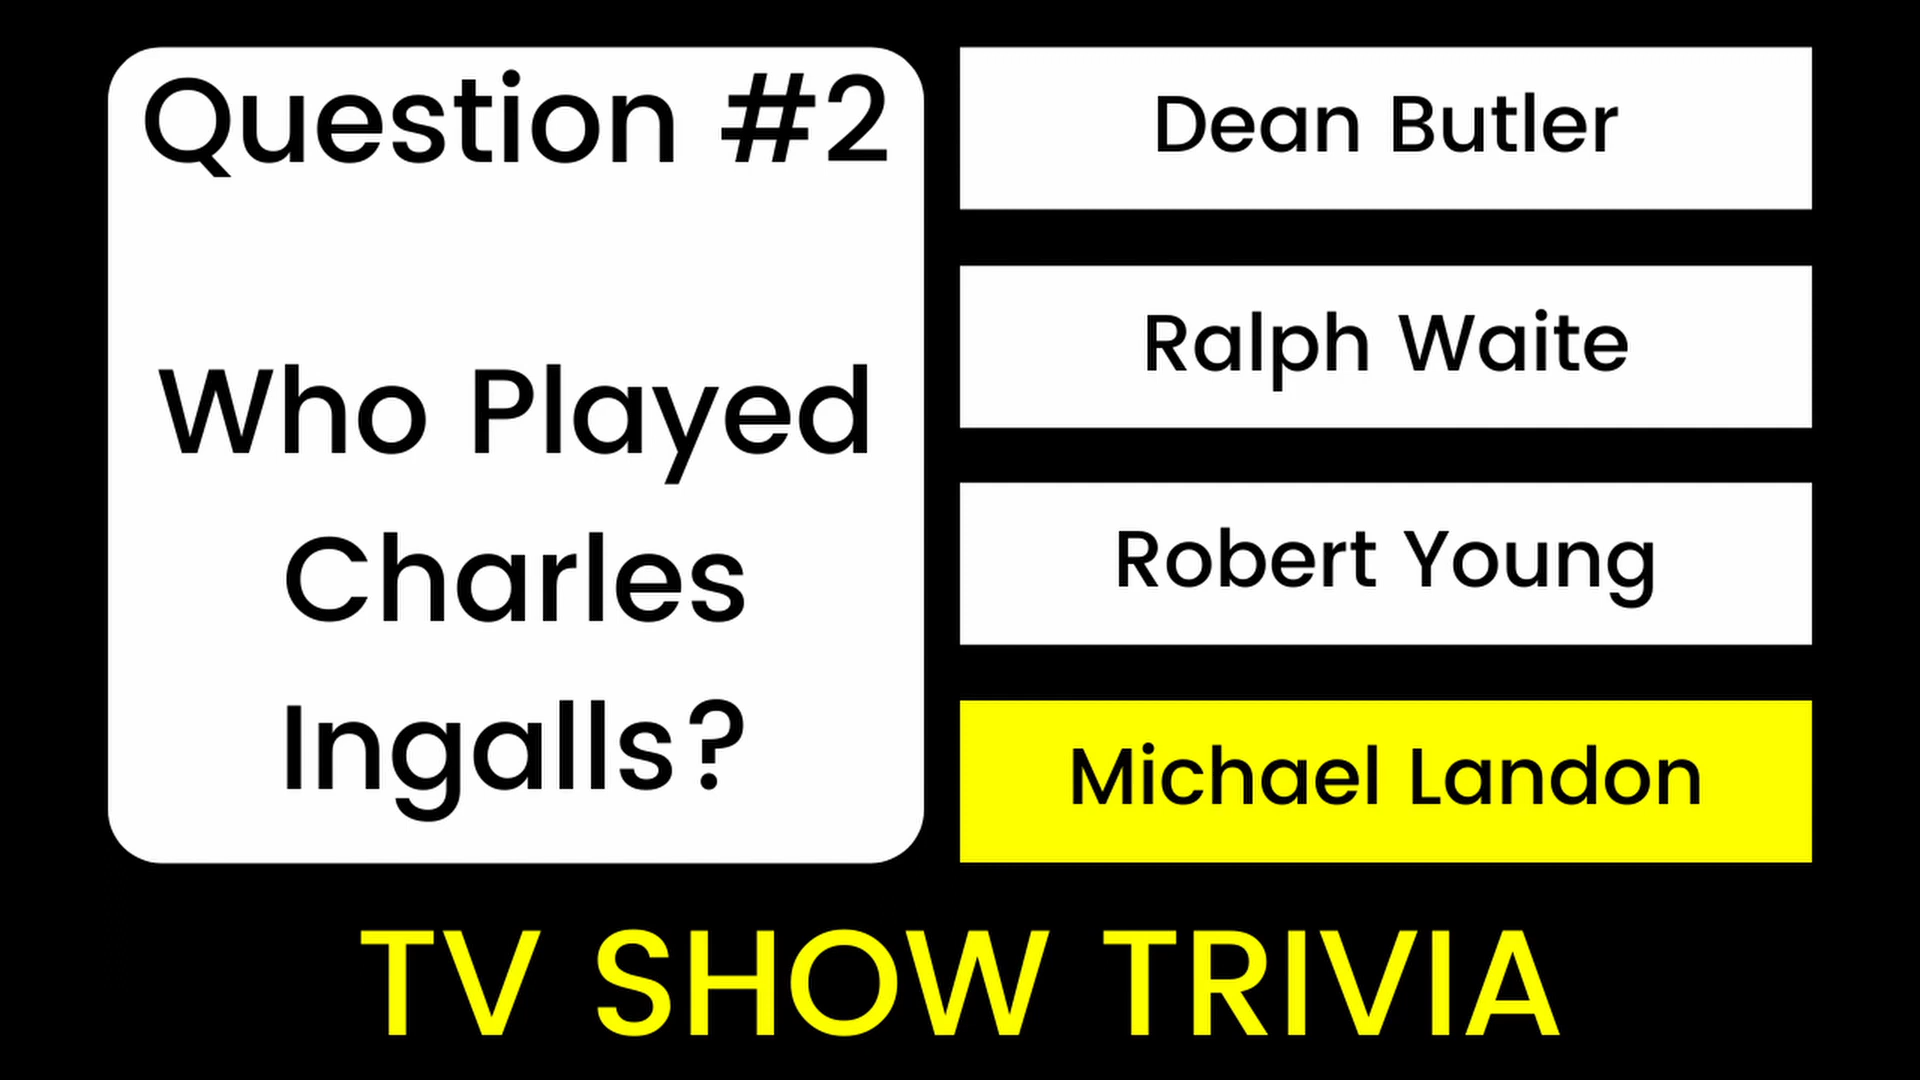 Question #2
Who Played
Charles
Ingalls?
Dean Butler
Ralph Waite
Robert Young
Michael Landon
TV SHOW TRIVIA